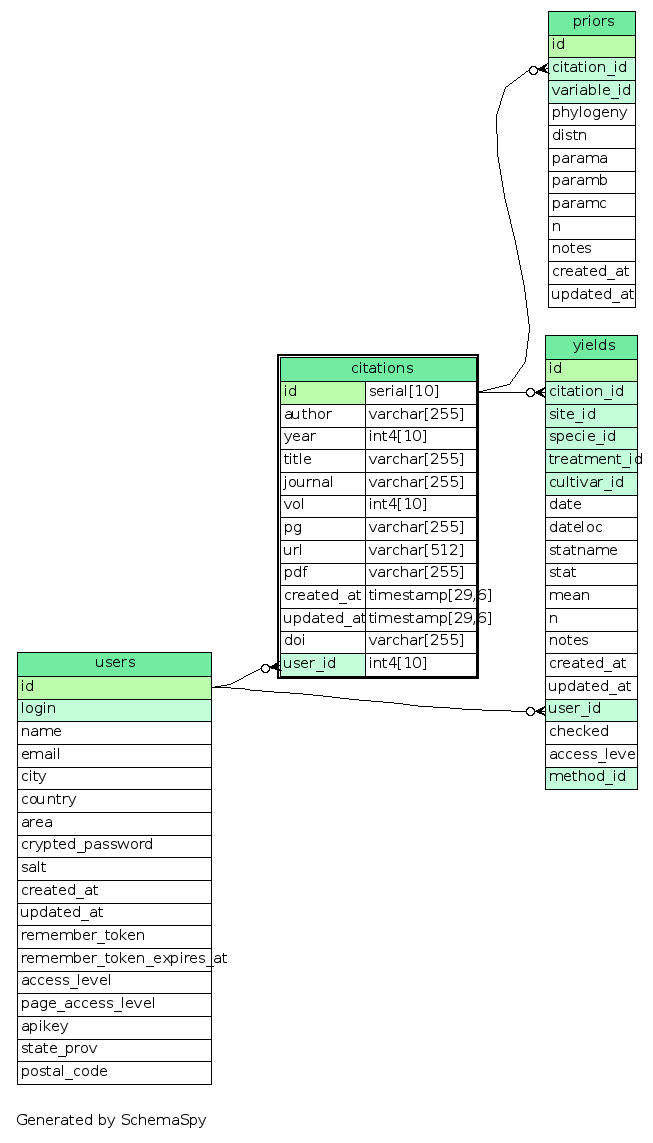 priors
id
citation_id
variable_id
phylogeny
distn
parama
paramb
paramc
n
notes
created_at
updated_at
yields
id
citation_id
site_id
specie_id
treatment_id
cultivar_id
date
dateloc
statname
stat
mean
n
notes
created_at
updated_at
user_id
checked
access_leve
method_id
citations
id serial[10]
author varchar[255]
year int4[10]
title varchar[255]
journal varchar[255]
vol int4[10]
pg varchar[255]
url varchar[512]
pdf varchar[255]
created_at timestamp[29,6]
updated_at timestamp[29,6]
doi varchar[255]
user_id int4[10]
users
id
login
name
email
city
country
area
crypted_password
salt
created_at
updated_at
remember_token
remember_token_expires_at
access_level
page_access_level
apikey
state_prov
postal_code
Generated by SchemaSpy